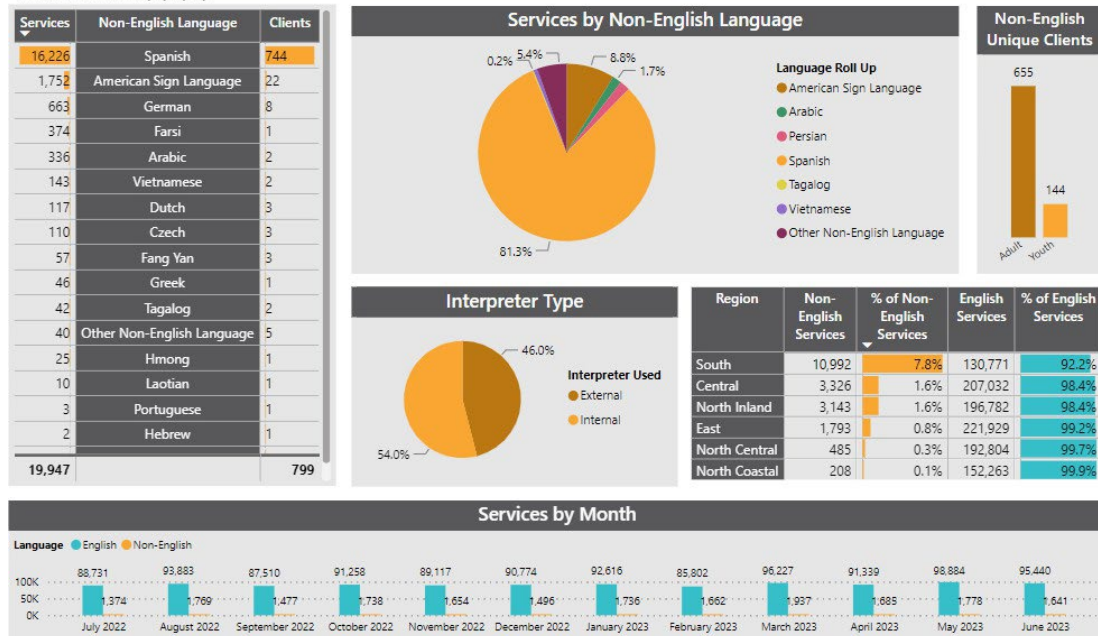 Services Non-English Language Clients
16,226 Spanish 744
1,752 American Sign Language 22
663 German 8
374 Farsi 1
336 Arabic 2
143 Vietnamese 2
117 Dutch 3
110 Czech 3
57 Fang Yan 3
46 Greek 1
42 Tagalog 2
40 Other Non-English Language 5
25 Hmong 1
10 Laotian 1
3 Portuguese 1
2 Hebrew 1
19,947 799
Services by Non-English Language
0.2% 5.4% 8.8%
1.7%
81.3%
Language Roll Up
American Sign Language
Arabic
Persian
Spanish
Tagalog
Vietnamese
Other Non-English Language
Non-English
Unique Clients
655
144
Adult Youth
Interpreter Type
46.0%
54.0%
Interpreter Used
External
Internal
Region Non-English Services % of Non-English Services English Services % of English Services
South 10,992 7.8% 130,771 92.2%
Central 3,326 1.6% 207,032 98.4%
North Inland 3,143 1.6% 196,782 98.4%
East 1,793 0.8% 221,929 99.2%
North Central 485 0.3% 192,804 99.7%
North Coastal 208 0.1% 152,263 99.9%
Services by Month
Language English Non-English
88,731 93,883 87,510 91,258 89,117 90,774 92,616 85,802 96,227 91,339 98,884 95,440
100K
50K 1,374 1,769 1,477 1,738 1,654 1,496 1,736 1,662 1,937 1,685 1,778 1,641
0K
July 2022 August 2022 September 2022 October 2022 November 2022 December 2022 January 2023 February 2023 March 2023 April 2023 May 2023 June 2023